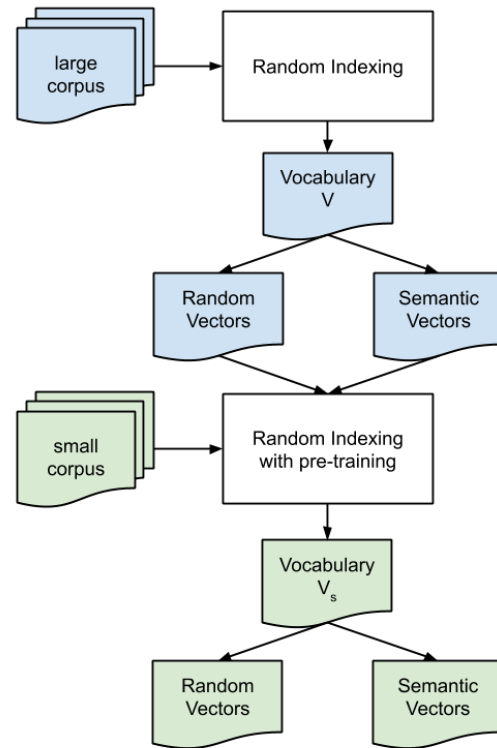 large
corpus
Random Indexing
Vocabulary
V
Random
Vectors
Semantic
Vectors
small
corpus
Random Indexing
with pre-training
Vocabulary
Vₛ
Random
Vectors
Semantic
Vectors